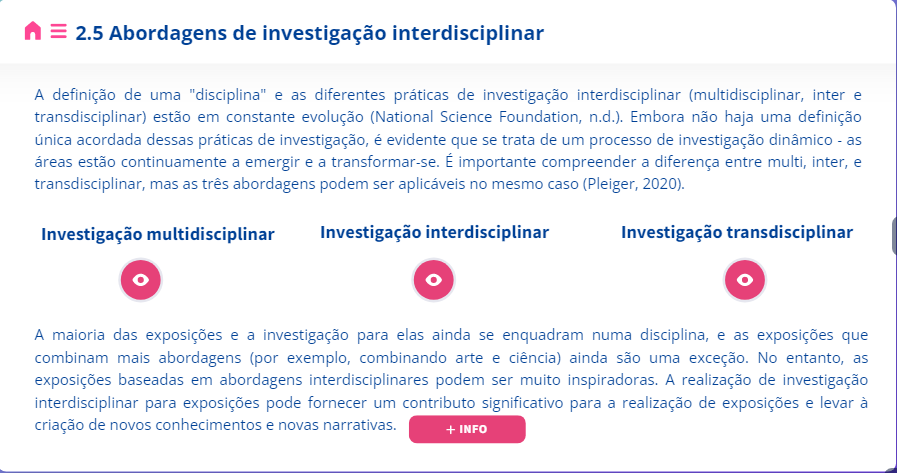 2.5 Abordagens de investigação interdisciplinar
A definição de uma "disciplina" e as diferentes práticas de investigação interdisciplinar (multidisciplinar, inter e
transdisciplinar) estão em constante evolução (National Science Foundation, n.d.). Embora não haja uma definição
única acordada dessas práticas de investigação, é evidente que se trata de um processo de investigação dinâmico - as
áreas estão continuamente a emergir e a transformar-se. É importante compreender a diferença entre multi, inter, e
transdisciplinar, mas as três abordagens podem ser aplicáveis no mesmo caso (Pleiger, 2020).
Investigação multidisciplinar
Investigação interdisciplinar
Investigação transdisciplinar
A maioria das exposições e a investigação para elas ainda se enquadram numa disciplina, e as exposições que
combinam mais abordagens (por exemplo, combinando arte e ciência) ainda são uma exceção. No entanto, as
exposições baseadas em abordagens interdisciplinares podem ser muito inspiradoras. A realização de investigação
interdisciplinar para exposições pode fornecer um contributo significativo para a realização de exposições e levar à
criação de novos conhecimentos e novas narrativas.
+ INFO